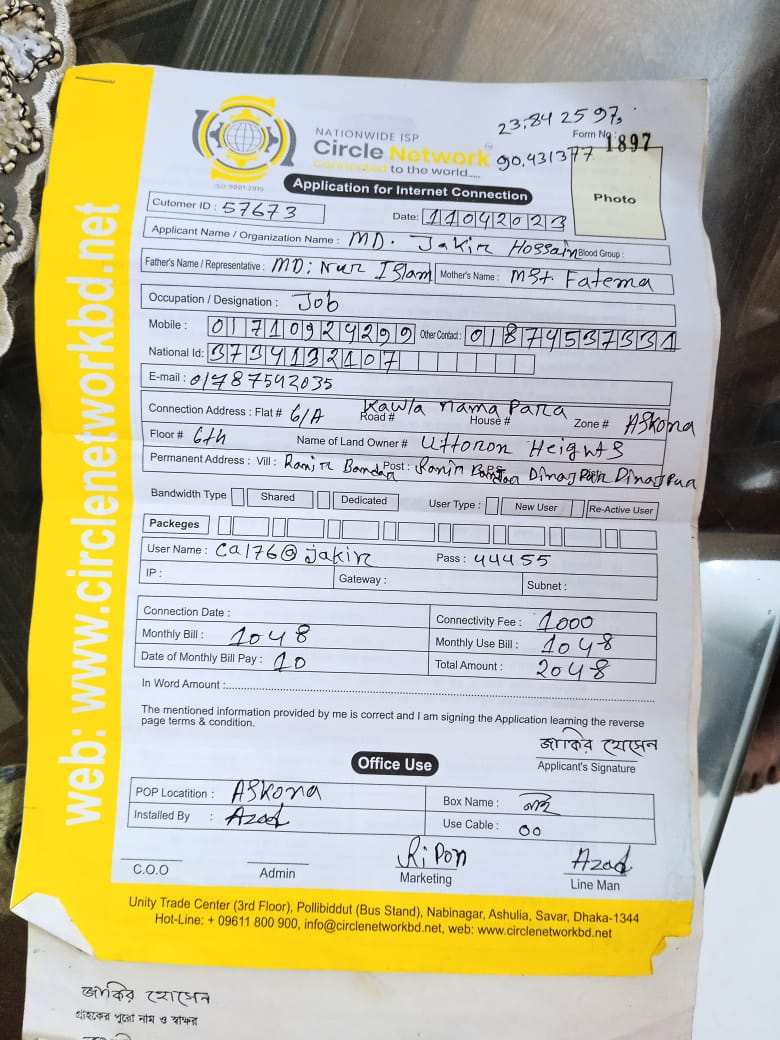 23.842597,
Form No :
1897
90.431377
NATIONWIDE ISP
Circle Network
Connected to the world.....
ISO 9001:2015
Photo
Application for Internet Connection
Cutomer ID : 57673
Date: 11042023
Applicant Name / Organization Name : MD. Jakir Hossain Blood Group :
Father's Name / Representative : MD: Nur Islam Mother's Name : MSt. Fatema
Occupation / Designation : Job
Mobile : 01710924299 Other Contact : 01874537331
National Id: 3734132107
E-mail : 01787542035
Connection Address : Flat # 6/A Road # Kawla nama Para House # Zone # ASkona
Floor # 6th Name of Land Owner # Uttoron Heights
Permanent Address : Vill : Ranir Bandar Post : Ranir Bandar Dinajpur Dinajpur
Bandwidth Type Shared Dedicated User Type : New User Re-Active User
Packeges
User Name : Ca176@jakir Pass : 44455
IP : Gateway : Subnet :
Connection Date : Connectivity Fee : 1000
Monthly Bill : 1048 Monthly Use Bill : 1048
Date of Monthly Bill Pay : 10 Total Amount : 2048
In Word Amount :
The mentioned information provided by me is correct and I am signing the Application learning the reverse
page terms & condition.
জাকির হোসেন
Applicant's Signature
Office Use
POP Locatition : ASkona Box Name :
Installed By : Azad Use Cable : 00
Ripon Azad
C.O.O Admin Marketing Line Man
Unity Trade Center (3rd Floor), Pollibiddut (Bus Stand), Nabinagar, Ashulia, Savar, Dhaka-1344
Hot-Line: + 09611 800 900, info@circlenetworkbd.net, web: www.circlenetworkbd.net
web: www.circlenetworkbd.net
জাকির হোসেন
গ্রাহকের পুরো নাম ও স্বাক্ষর